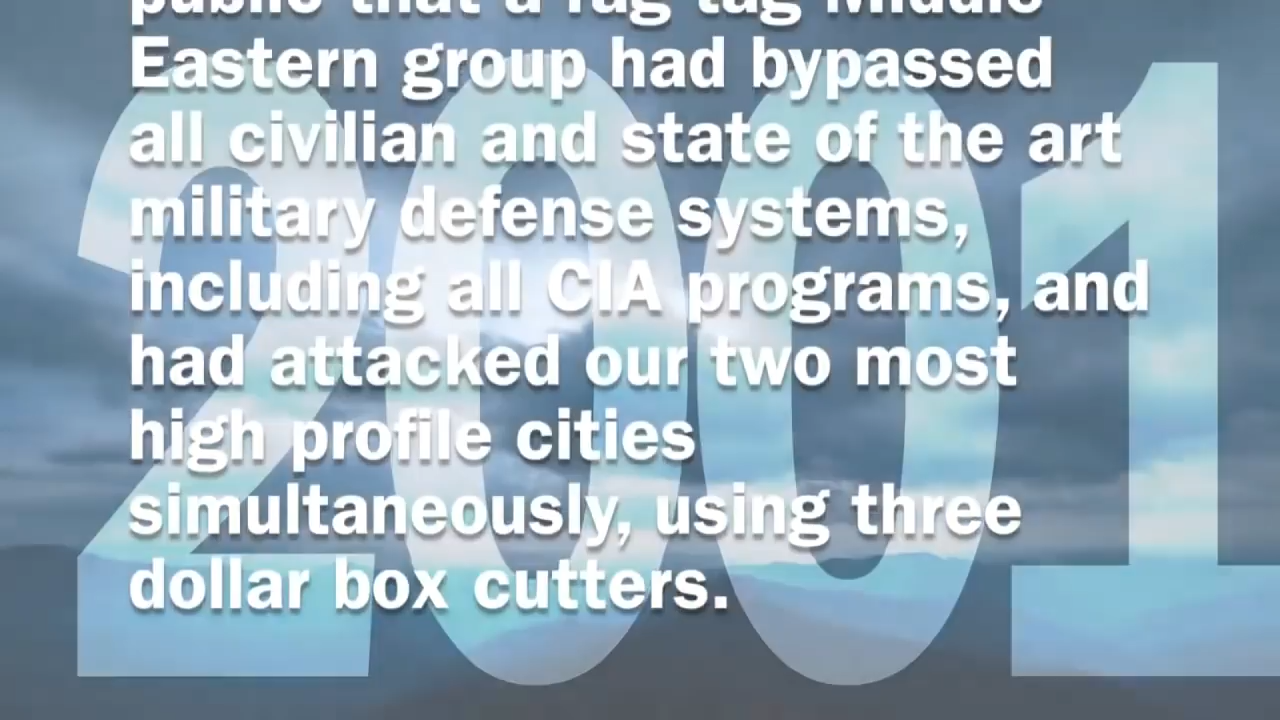 public that a rag tag Middle
Eastern group had bypassed
all civilian and state of the art
military defense systems,
including all CIA programs, and
had attacked our two most
high profile cities
simultaneously, using three
dollar box cutters.
2001